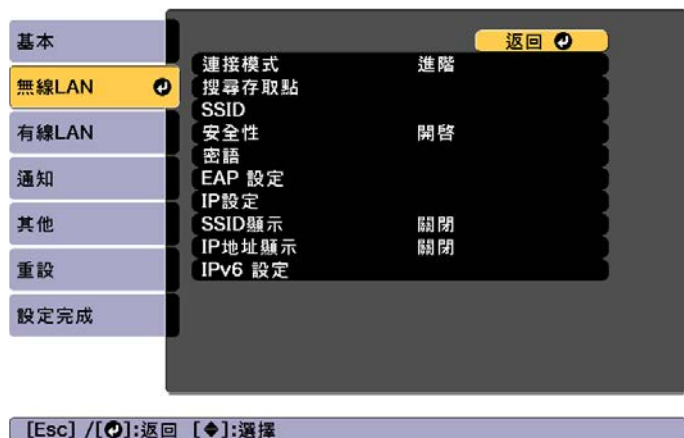 基本
無線LAN
有線LAN
通知
其他
重設
設定完成
返回
連接模式 進階
搜尋存取點
SSID
安全性 開啓
密語
EAP 設定
IP設定
SSID顯示 關閉
IP地址顯示 關閉
IPv6 設定
[Esc] /[]:返回 []:選擇